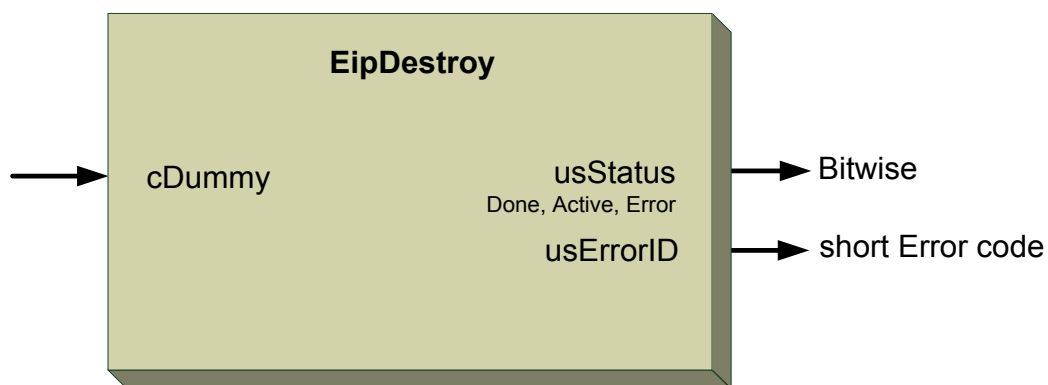 EipDestroy
cDummy
usStatus
Bitwise
Done, Active, Error
usErrorID
short Error code